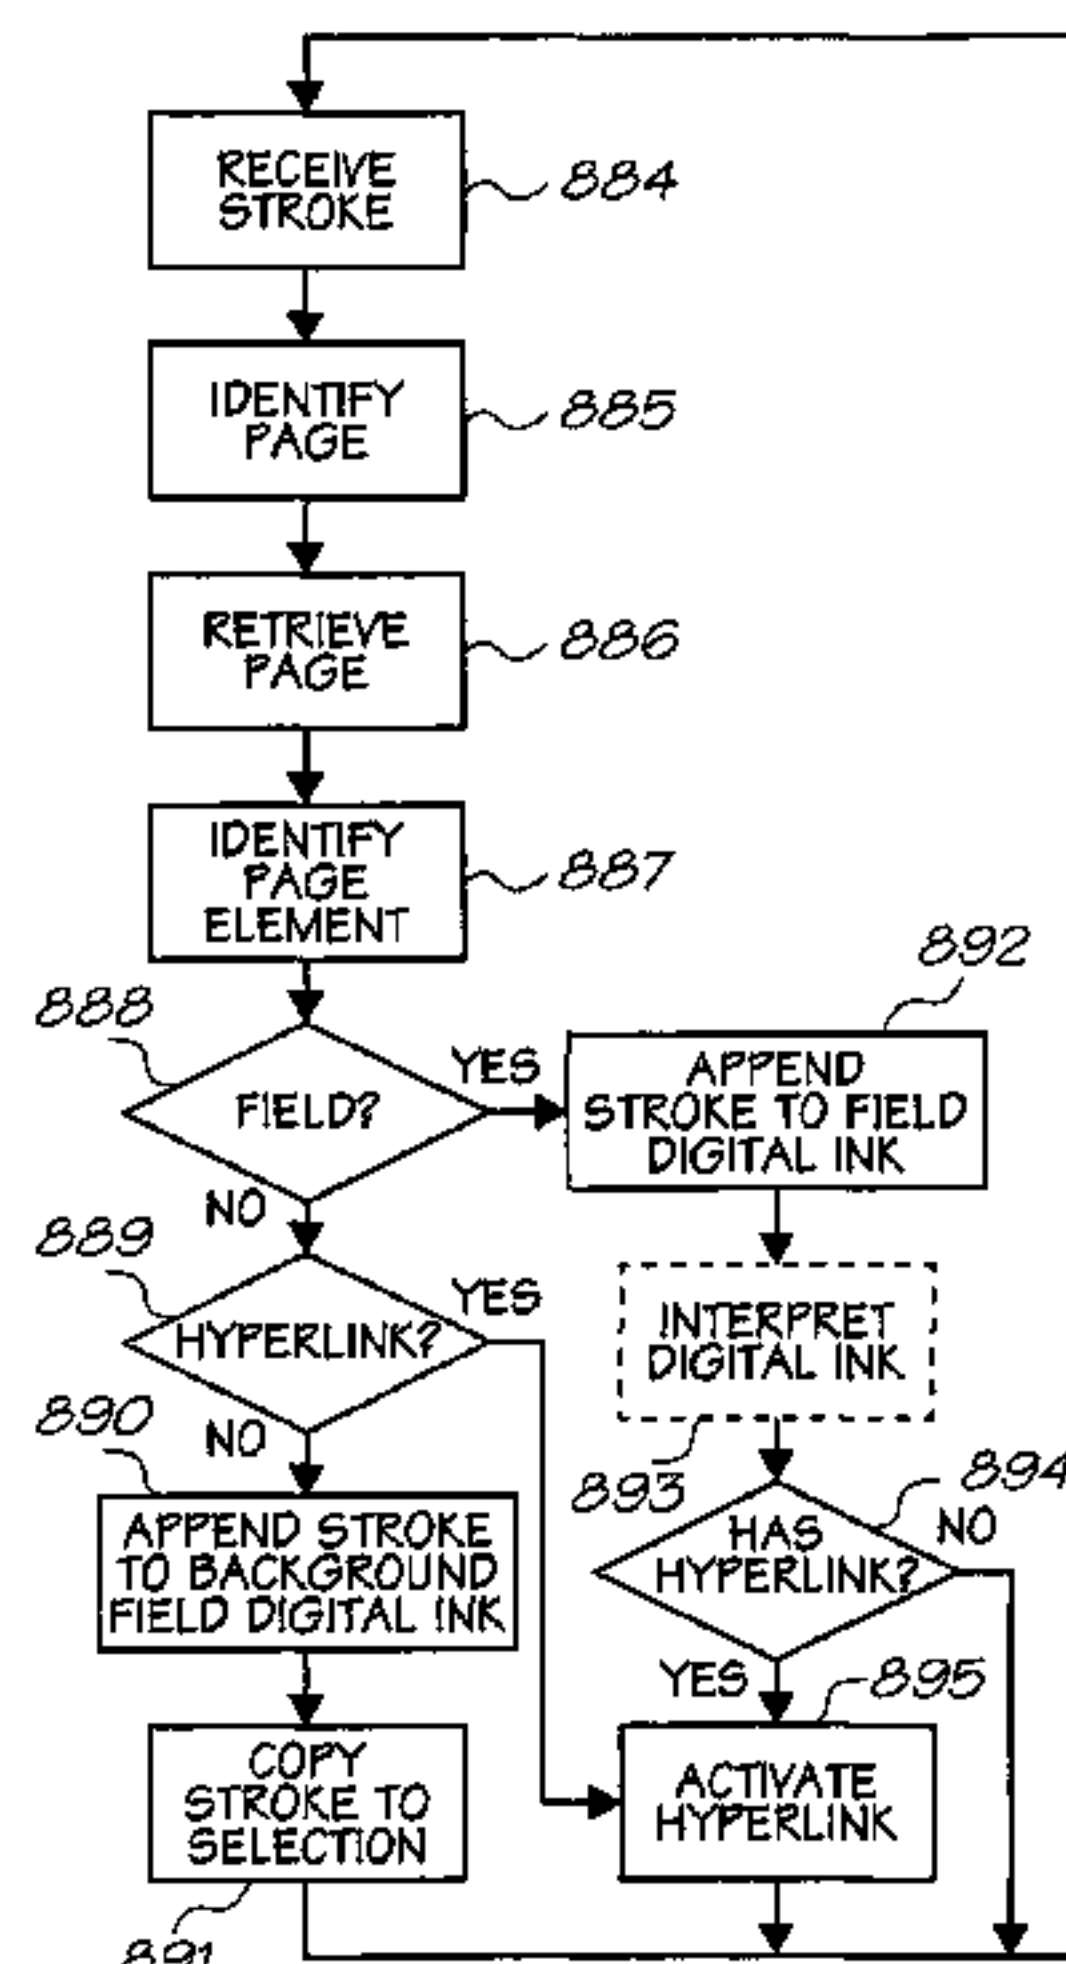 RECEIVE
STROKE
884
IDENTIFY
PAGE
885
RETRIEVE
PAGE
886
IDENTIFY
PAGE
ELEMENT
887
888
FIELD?
YES
NO
892
APPEND
STROKE TO FIELD
DIGITAL INK
889
HYPERLINK?
YES
NO
INTERPRET
DIGITAL INK
893
890
APPEND STROKE
TO BACKGROUND
FIELD DIGITAL INK
894
HAS
HYPERLINK?
NO
YES
COPY
STROKE TO
SELECTION
891
895
ACTIVATE
HYPERLINK